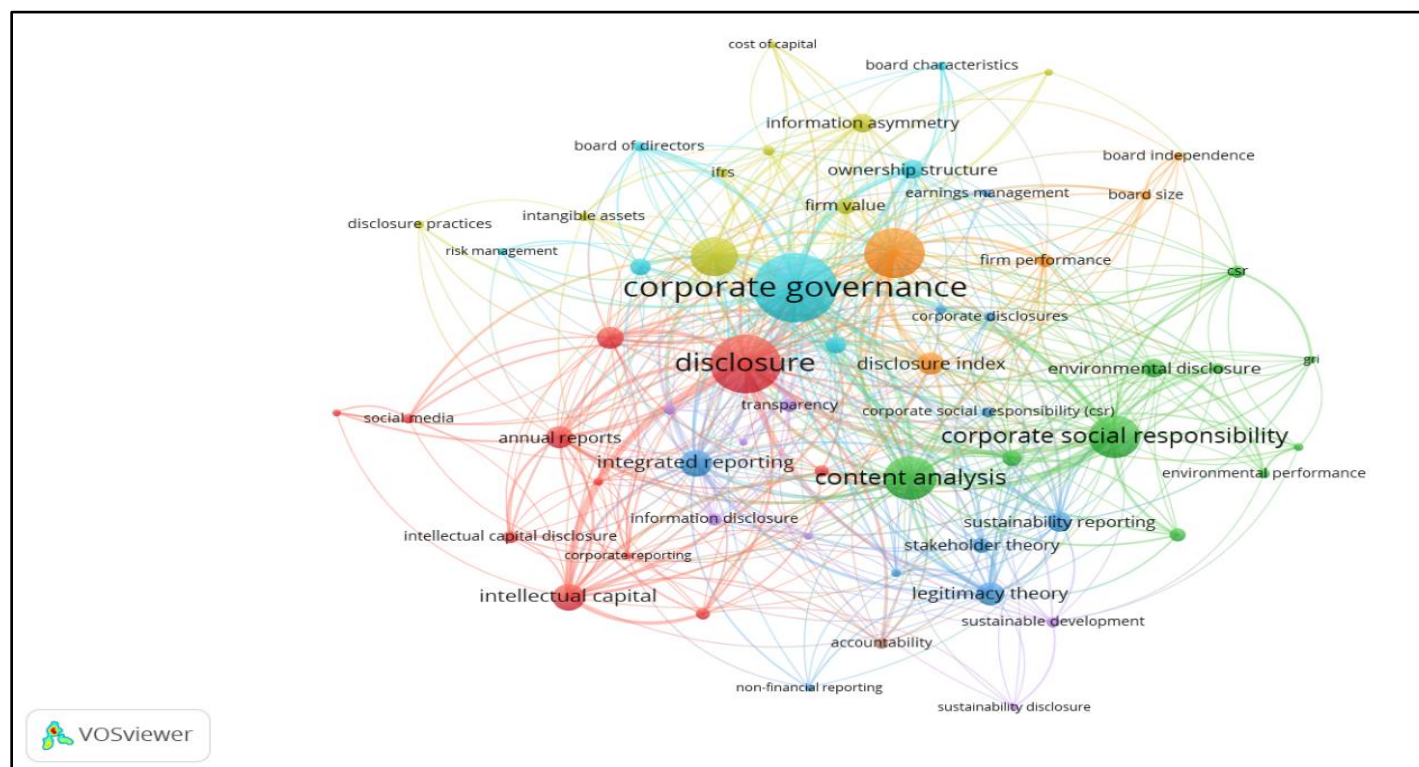 cost of capital
board characteristics
information asymmetry
board of directors
board independence
ifrs
ownership structure
earnings management
board size
firm value
intangible assets
disclosure practices
risk management
firm performance
csr
corporate governance
corporate disclosures
disclosure
disclosure index
environmental disclosure
gri
transparency
corporate social responsibility (csr)
social media
annual reports
corporate social responsibility
integrated reporting
content analysis
environmental performance
information disclosure
sustainability reporting
intellectual capital disclosure
stakeholder theory
corporate reporting
intellectual capital
legitimacy theory
sustainable development
accountability
non-financial reporting
sustainability disclosure
VOSviewer